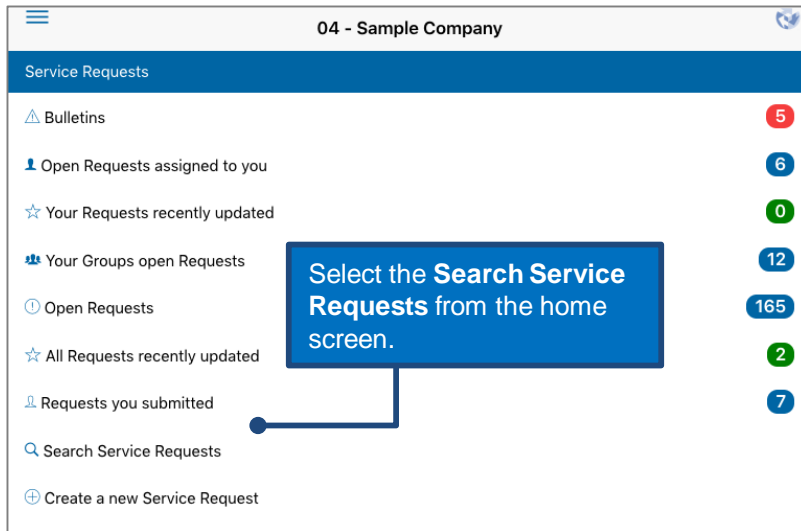 04 - Sample Company
Service Requests
Bulletins 5
Open Requests assigned to you 6
Your Requests recently updated 0
Your Groups open Requests 12
Open Requests 165
All Requests recently updated 2
Requests you submitted 7
Search Service Requests
Create a new Service Request
Select the Search Service
Requests from the home
screen.